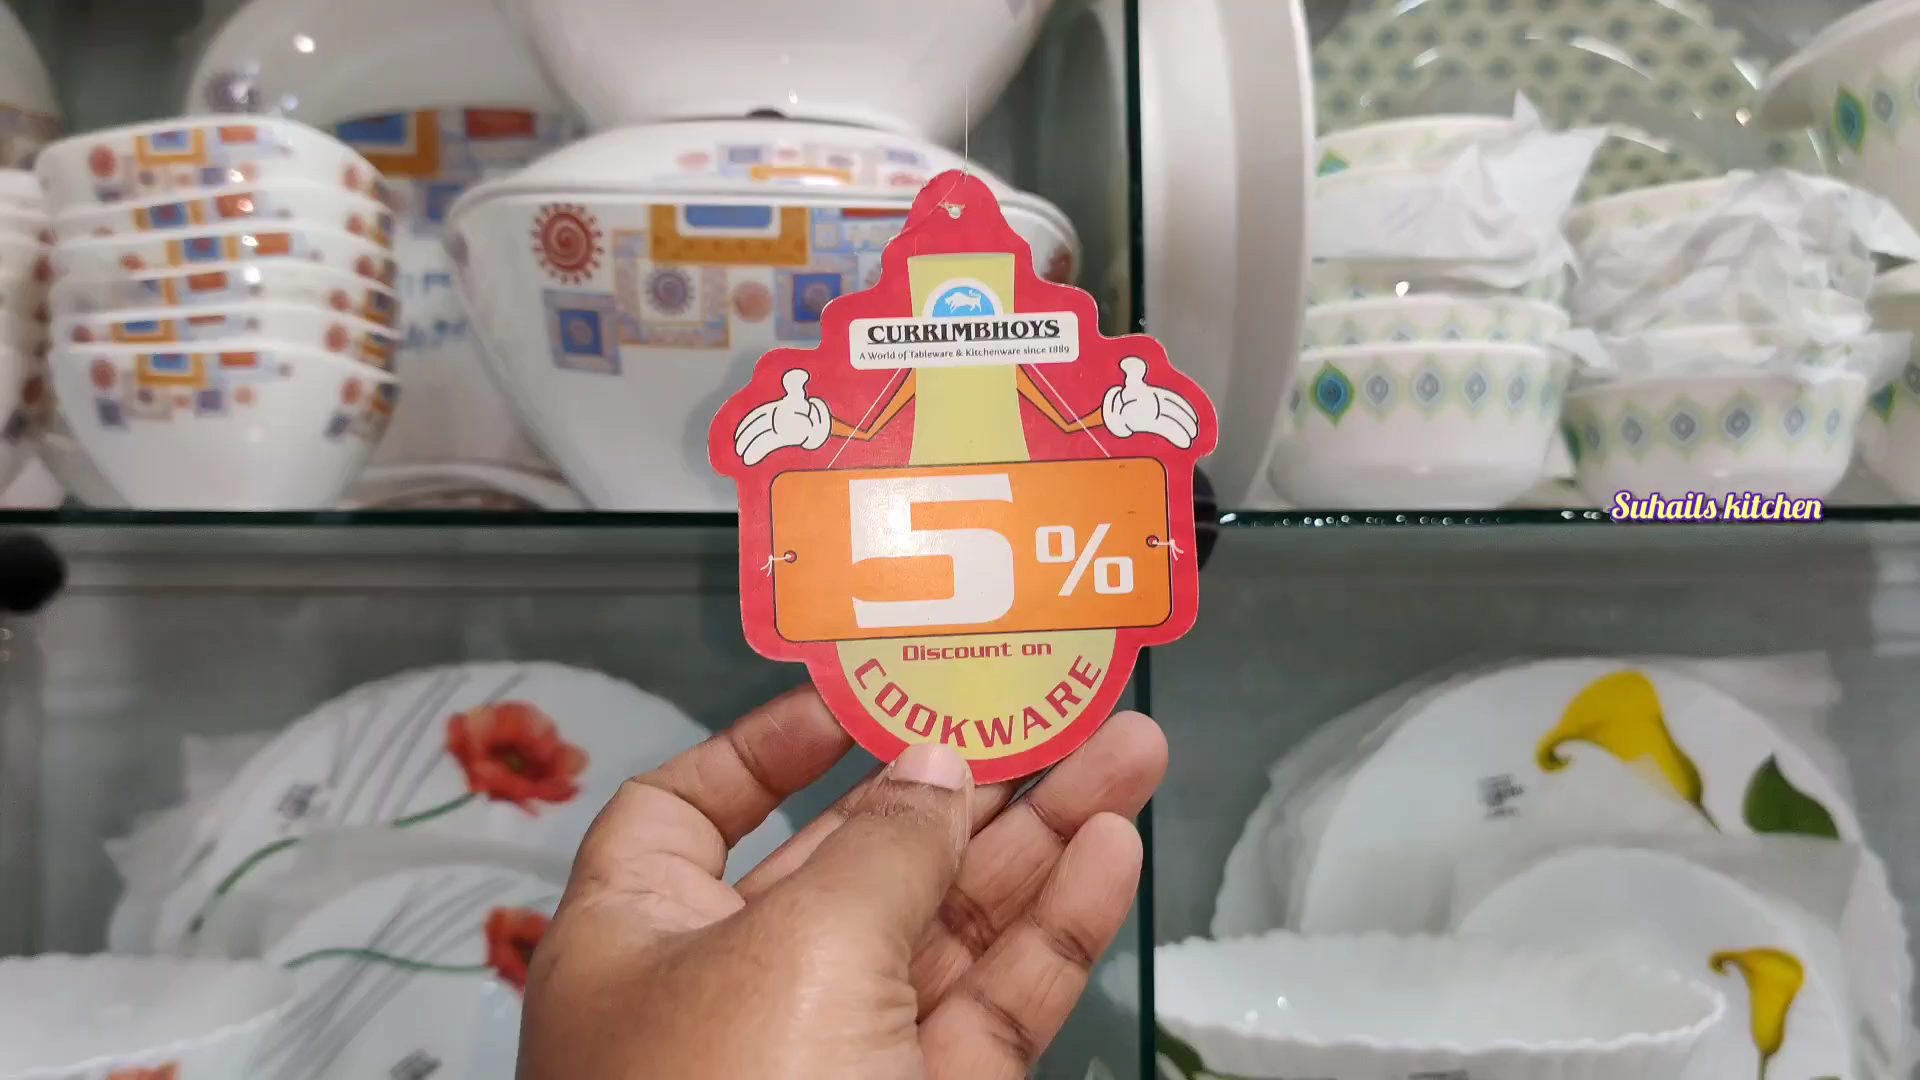 CURRIMBHOYS
A World of Tableware & Kitchenware since 1889
5%
Discount on
COOKWARE
Suhails kitchen